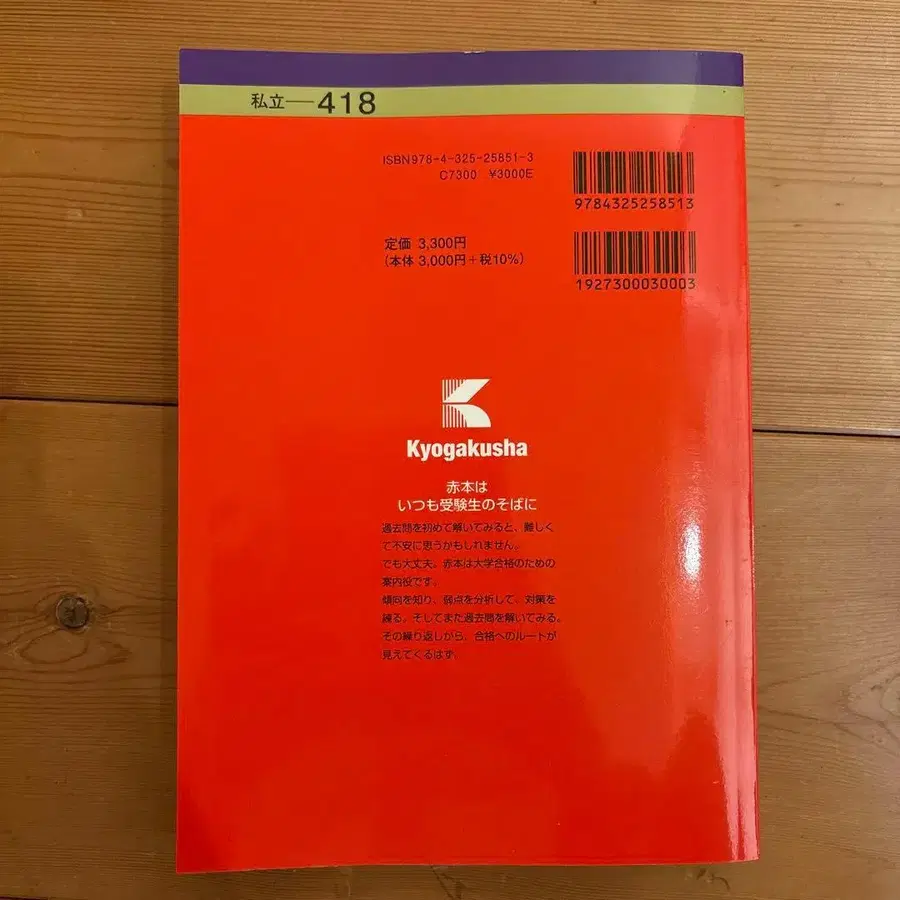 私立―418
ISBN978-4-325-25851-3
C7300 ¥3000E
9784325258513
定価 3,300円
(本体 3,000円+税10%)
1927300030003
Kyogakusha
赤本は
いつも受験生のそばに
過去問を初めて解いてみると、難しく
て不安に思うかもしれません。
でも大丈夫。赤本は大学合格のための
案内役です。
傾向を知り、弱点を分析して、対策を
練る。そしてまた過去問を解いてみる。
その繰り返しがら、合格へのルートが
見えてくるはず。